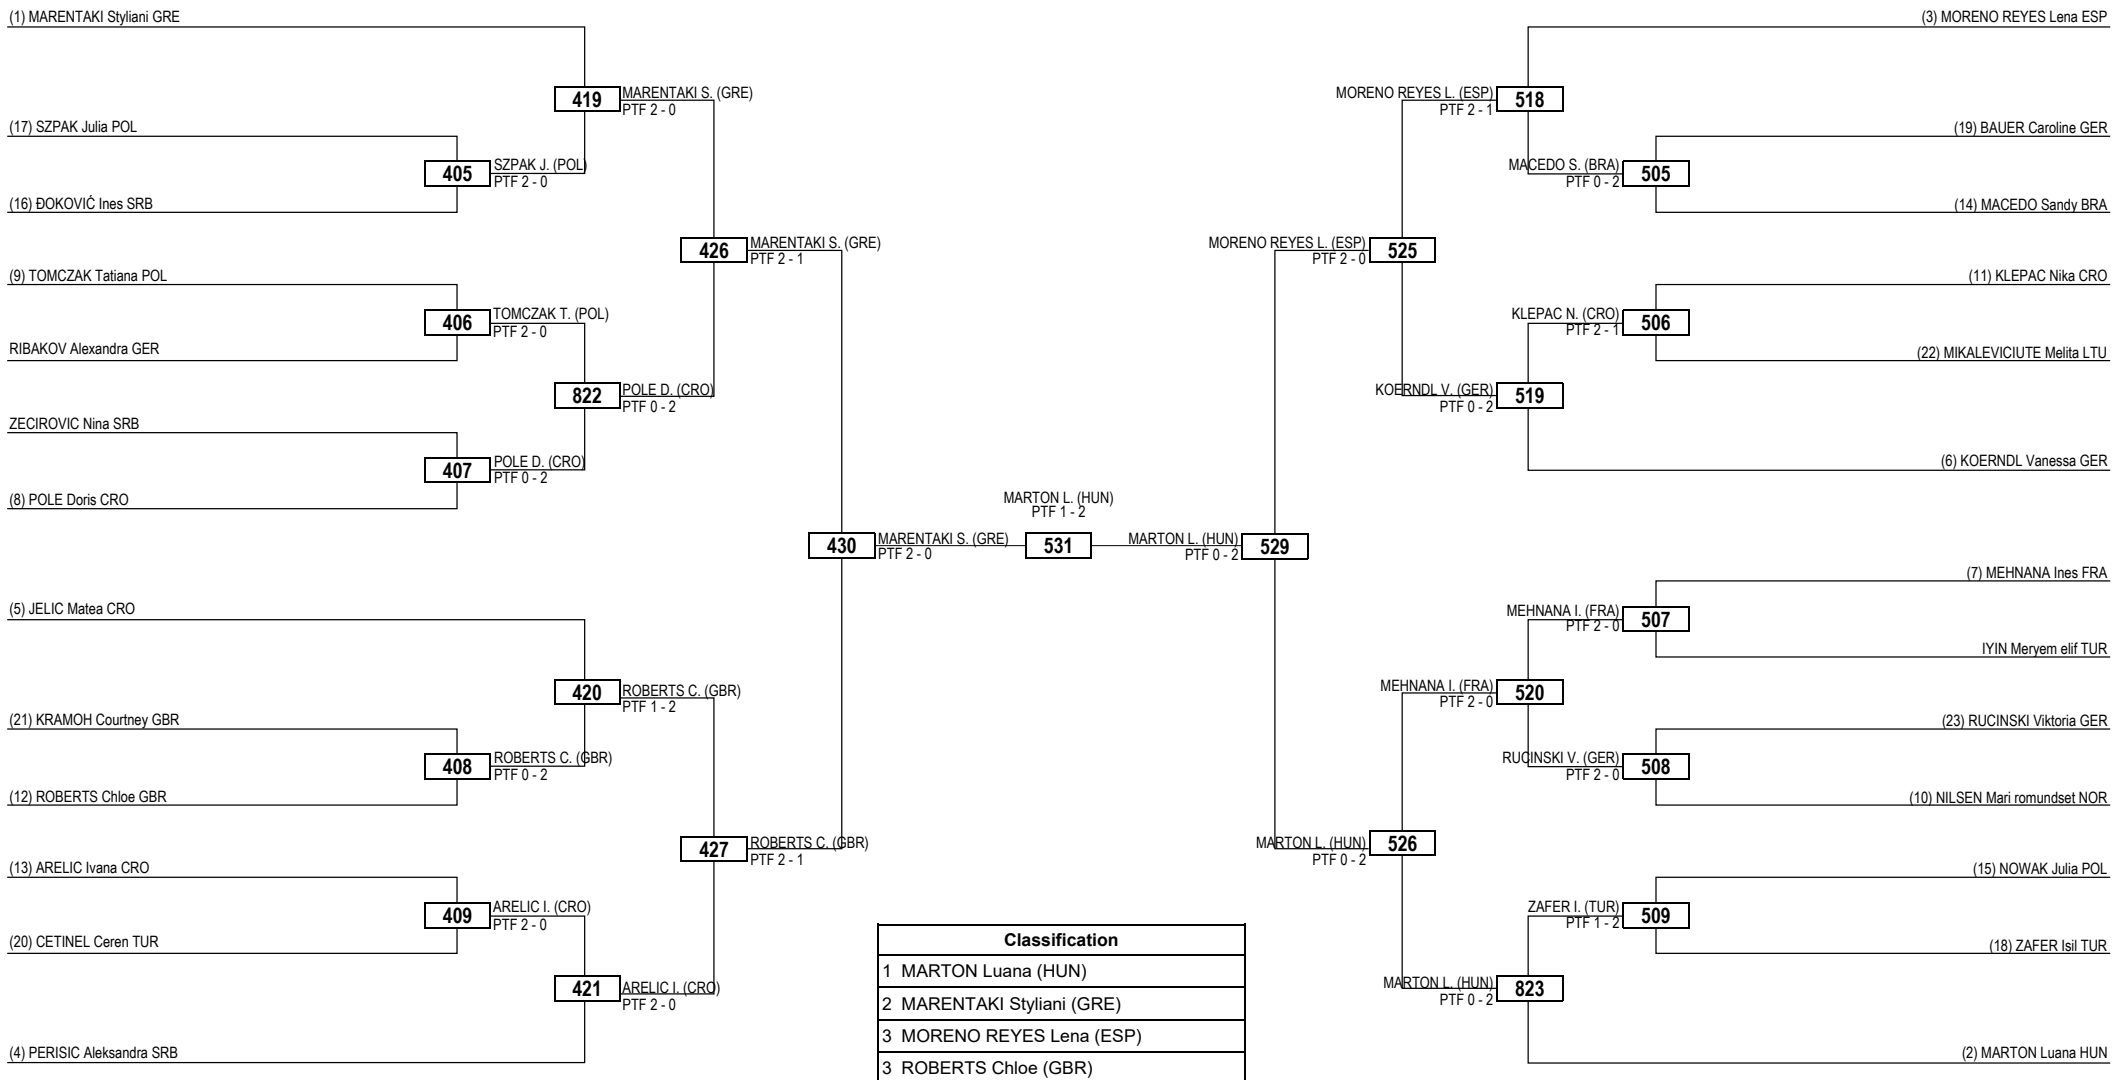 (1) MARENTAKI Styliani GRE
419
MARENTAKI S. (GRE)
PTF 2 - 0
(17) SZPAK Julia POL
405
SZPAK J. (POL)
PTF 2 - 0
(16) ĐOKOVIĆ Ines SRB
426
MARENTAKI S. (GRE)
PTF 2 - 1
(9) TOMCZAK Tatiana POL
406
TOMCZAK T. (POL)
PTF 2 - 0
RIBAKOV Alexandra GER
822
POLE D. (CRO)
PTF 0 - 2
ZECIROVIC Nina SRB
407
POLE D. (CRO)
PTF 0 - 2
(8) POLE Doris CRO
430
MARENTAKI S. (GRE)
PTF 2 - 0
(5) JELIC Matea CRO
420
ROBERTS C. (GBR)
PTF 1 - 2
(21) KRAMOH Courtney GBR
408
ROBERTS C. (GBR)
PTF 0 - 2
(12) ROBERTS Chloe GBR
427
ROBERTS C. (GBR)
PTF 2 - 1
(13) ARELIC Ivana CRO
409
ARELIC I. (CRO)
PTF 2 - 0
(20) CETINEL Ceren TUR
421
ARELIC I. (CRO)
PTF 2 - 0
(4) PERISIC Aleksandra SRB
MARTON L. (HUN)
PTF 1 - 2
531
(3) MORENO REYES Lena ESP
MORENO REYES L. (ESP)
PTF 2 - 1
518
(19) BAUER Caroline GER
MACEDO S. (BRA)
PTF 0 - 2
505
(14) MACEDO Sandy BRA
MORENO REYES L. (ESP)
PTF 2 - 0
525
(11) KLEPAC Nika CRO
KLEPAC N. (CRO)
PTF 2 - 1
506
(22) MIKALEVICIUTE Melita LTU
KOERNDL V. (GER)
PTF 0 - 2
519
(6) KOERNDL Vanessa GER
MARTON L. (HUN)
PTF 0 - 2
529
(7) MEHNANA Ines FRA
MEHNANA I. (FRA)
PTF 2 - 0
507
IYIN Meryem elif TUR
MEHNANA I. (FRA)
PTF 2 - 0
520
(23) RUCINSKI Viktoria GER
RUCINSKI V. (GER)
PTF 2 - 0
508
(10) NILSEN Mari romundset NOR
MARTON L. (HUN)
PTF 0 - 2
526
(15) NOWAK Julia POL
ZAFER I. (TUR)
PTF 1 - 2
509
(18) ZAFER Isil TUR
MARTON L. (HUN)
PTF 0 - 2
823
(2) MARTON Luana HUN
Classification
1 MARTON Luana (HUN)
2 MARENTAKI Styliani (GRE)
3 MORENO REYES Lena (ESP)
3 ROBERTS Chloe (GBR)